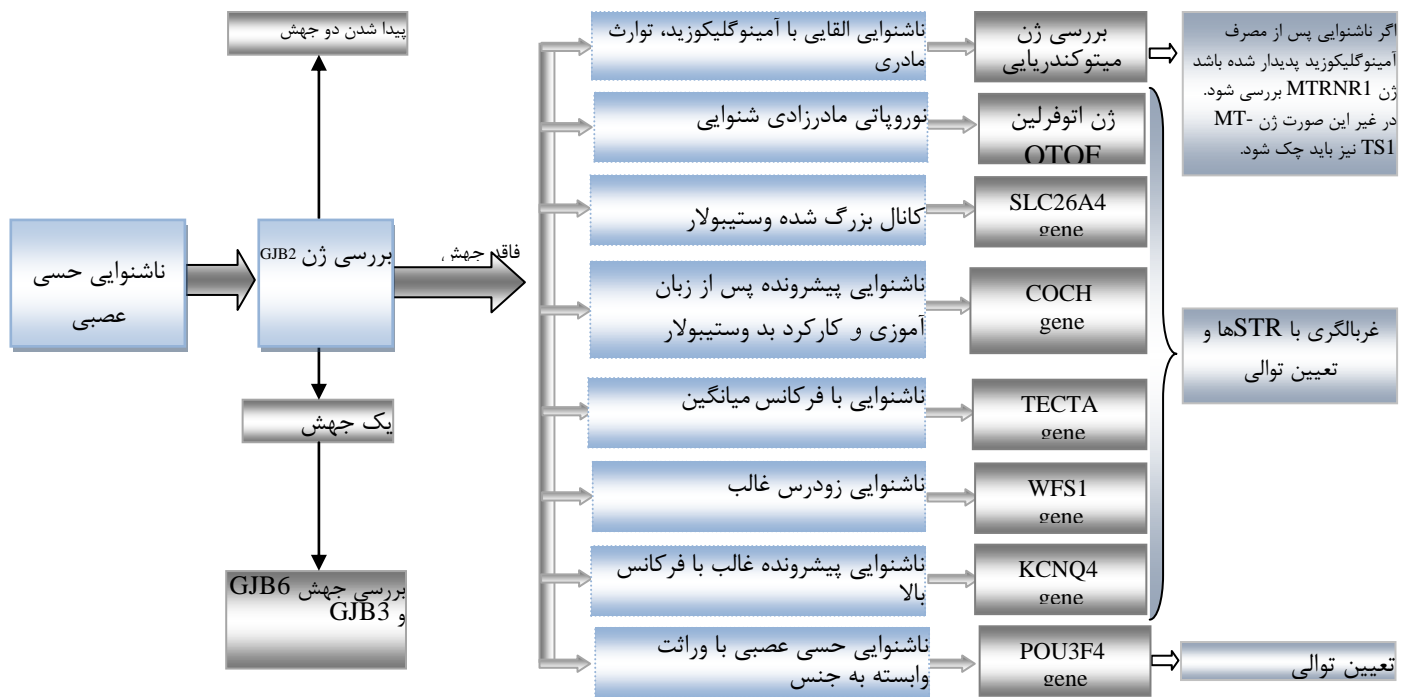 ناشنوایی حسی
عصبی
بررسی ژن GJB2
پیدا شدن دو جهش
یک جهش
بررسی جهش GJB6
و GJB3
فاقد جهش
ناشنوایی القایی با آمینوگلیکوزید، توارث
مادری
بررسی ژن
میتوکندریایی
اگر ناشنوایی پس از مصرف
آمینوگلیکوزید پدیدار شده باشد
ژن MTRNR1 بررسی شود.
در غیر این صورت ژن MT-
TS1 نیز باید چک شود.
نوروپاتی مادرزادی شنوایی
ژن اتوفرلین
OTOF
کانال بزرگ شده وستیبولار
SLC26A4
gene
ناشنوایی پیشرونده پس از زبان
آموزی و کارکرد بد وستیبولار
COCH
gene
ناشنوایی با فرکانس میانگین
TECTA
gene
ناشنوایی زودرس غالب
WFS1
gene
ناشنوایی پیشرونده غالب با فرکانس
بالا
KCNQ4
gene
غربالگری با STRها و
تعیین توالی
ناشنوایی حسی عصبی با وراثت
وابسته به جنس
POU3F4
gene
تعیین توالی